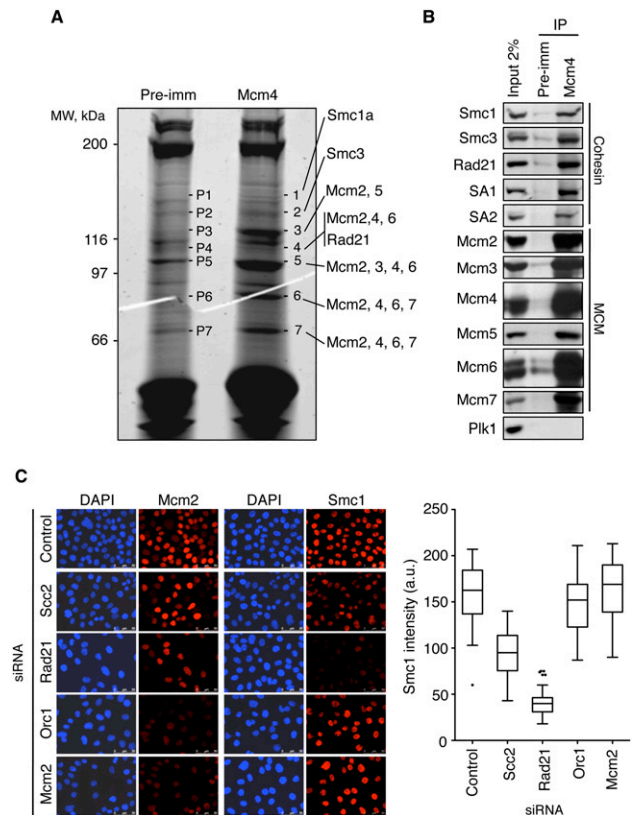 A
Pre-imm Mcm4
MW, kDa
200
116
97
66
P1
P2
P3
P4
P5
P6
P7
1
2
3
4
5
6
7
Smc1a
Smc3
Mcm2, 5
Mcm2,4, 6
Rad21
Mcm2, 3, 4, 6
Mcm2, 4, 6, 7
Mcm2, 4, 6, 7
B
IP
Input 2%
Pre-imm
Mcm4
Smc1
Smc3
Rad21
SA1
SA2
Mcm2
Mcm3
Mcm4
Mcm5
Mcm6
Mcm7
Plk1
Cohesin
MCM
C
DAPI Mcm2 DAPI Smc1
siRNA
Control
Scc2
Rad21
Orc1
Mcm2
Smc1 intensity (a.u.)
250
200
150
100
50
0
Control
Scc2
Rad21
Orc1
Mcm2
siRNA